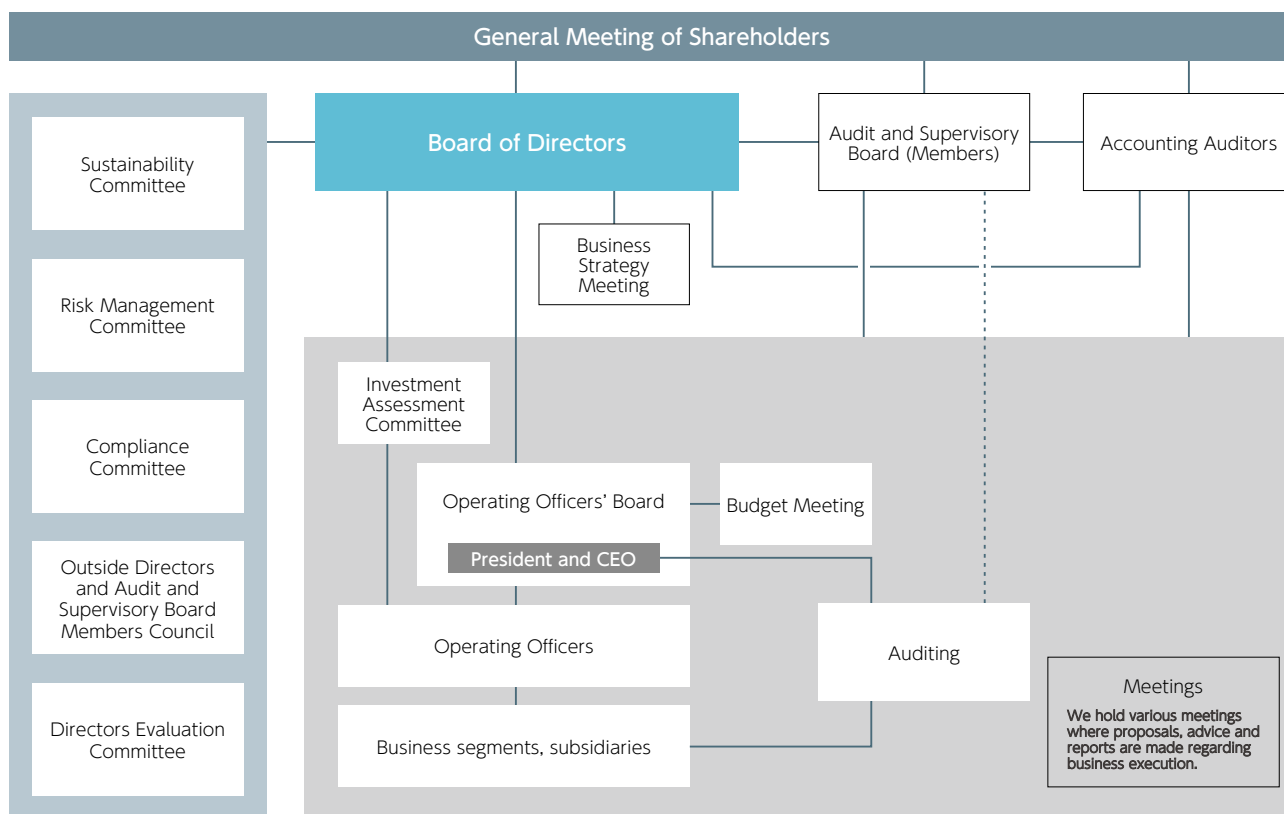 General Meeting of Shareholders
Sustainability
Committee
Risk Management
Committee
Compliance
Committee
Outside Directors
and Audit and
Supervisory Board
Members Council
Directors Evaluation
Committee
Board of Directors
Audit and Supervisory
Board (Members)
Accounting Auditors
Business
Strategy
Meeting
Investment
Assessment
Committee
Operating Officers’ Board
Budget Meeting
President and CEO
Operating Officers
Auditing
Business segments, subsidiaries
Meetings
We hold various meetings
where proposals, advice and
reports are made regarding
business execution.